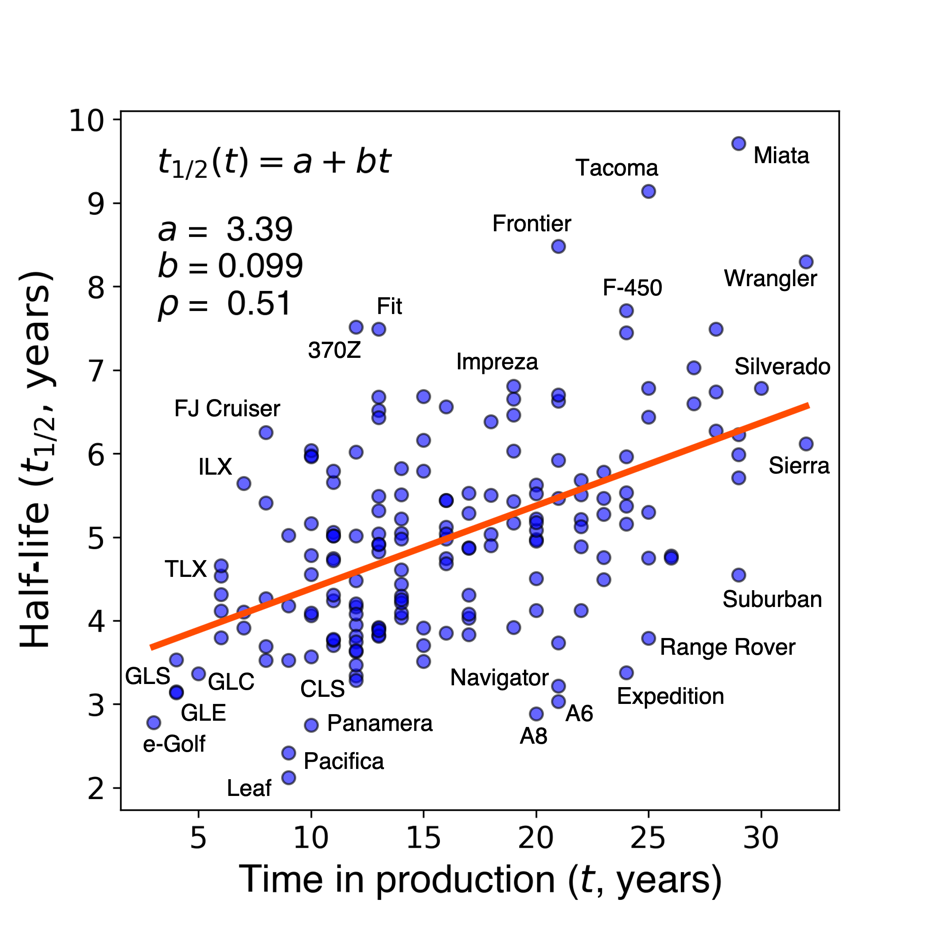 10
9
8
7
6
5
4
3
2
5 10 15 20 25 30
Half-life (t1/2, years)
Time in production (t, years)
t1/2(t) = a + bt
a = 3.39
b = 0.099
ρ = 0.51
Miata
Tacoma
Frontier
Wrangler
F-450
Fit
370Z
Impreza
Silverado
FJ Cruiser
ILX
Sierra
TLX
Suburban
Range Rover
GLS
GLC
CLS
Navigator
Expedition
GLE
A6
Panamera
A8
e-Golf
Pacifica
Leaf